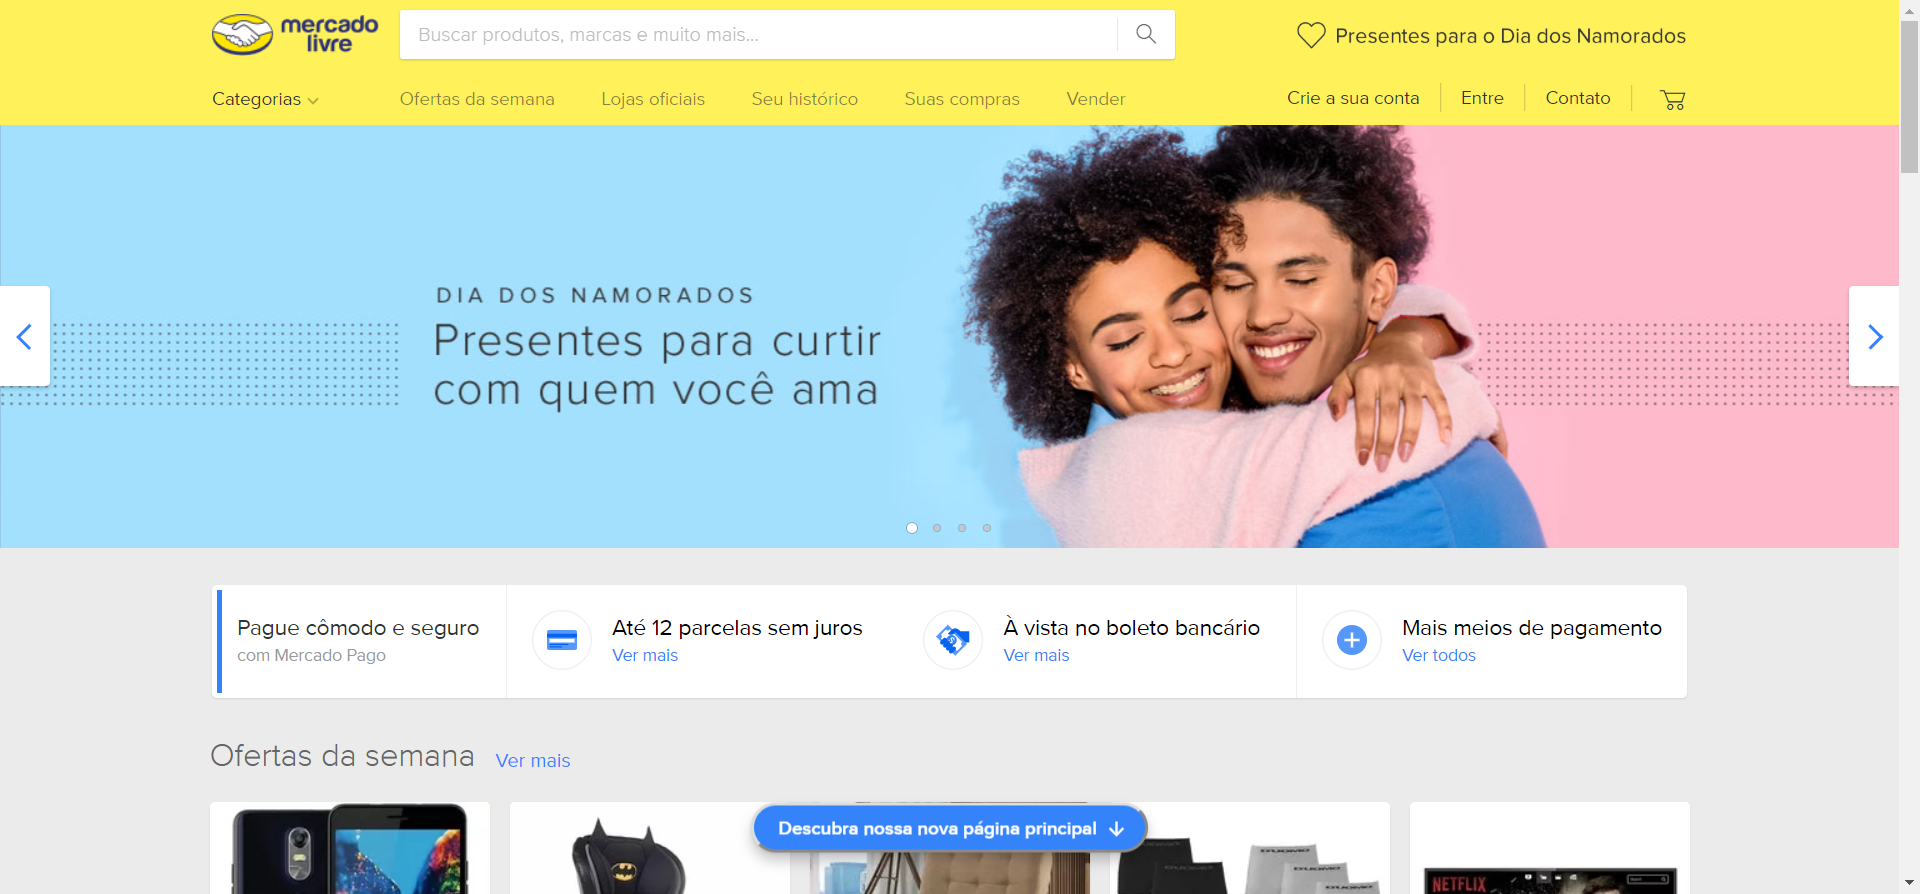 mercado
livre
Buscar produtos, marcas e muito mais...
Presentes para o Dia dos Namorados
Categorias
Ofertas da semana
Lojas oficiais
Seu histórico
Suas compras
Vender
Crie a sua conta
Entre
Contato
DIA DOS NAMORADOS
Presentes para curtir
com quem você ama
Pague cômodo e seguro
com Mercado Pago
Até 12 parcelas sem juros
Ver mais
À vista no boleto bancário
Ver mais
Mais meios de pagamento
Ver todos
Ofertas da semana
Ver mais
Descubra nossa nova página principal
DUOMO
NETFLIX